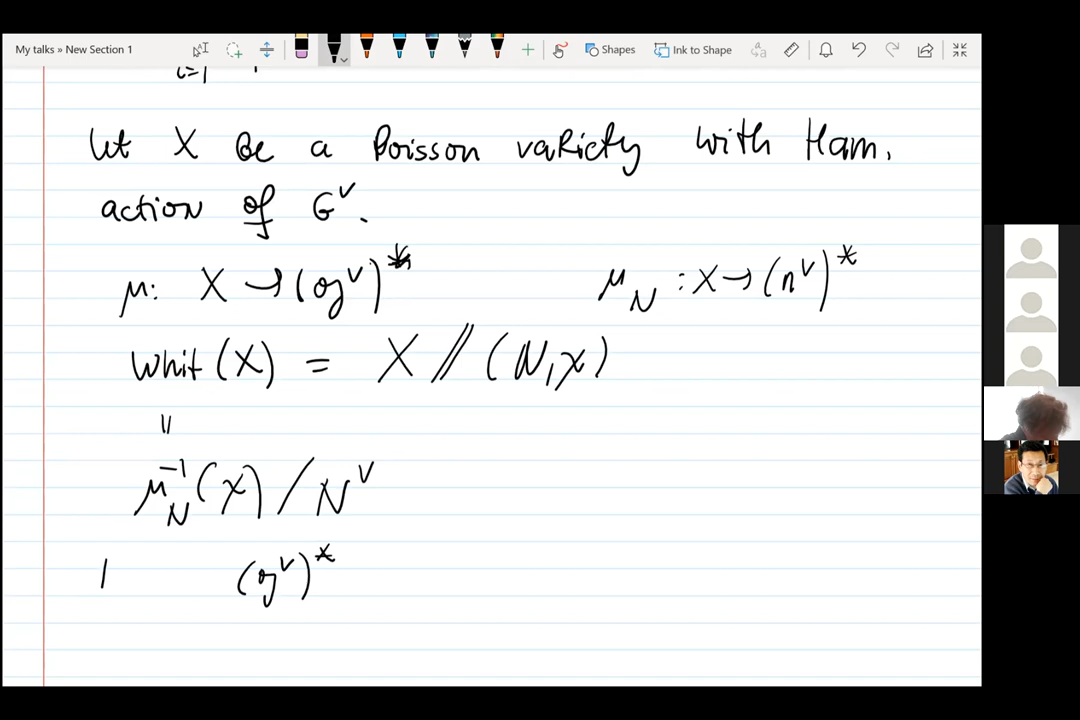 My talks » New Section 1
Shapes
Ink to Shape
i=1
let X be a Poisson variety with Ham.
action of G^∨.
μ: X → (𝔤^∨)^* μ_N : X → (n^∨)^*
Whit(X) = X // (N, χ)
||
μ_N^{-1}(χ) / N^∨
(𝔤^∨)^*